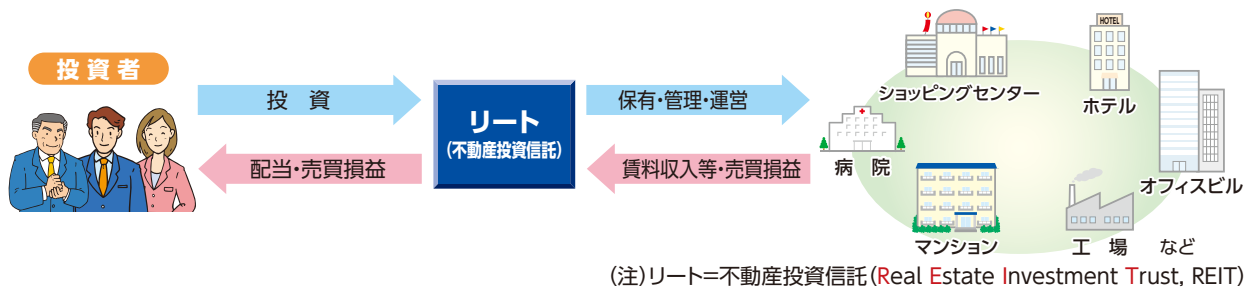 投資者
投 資
配当・売買損益
リート
(不動産投資信託)
保有・管理・運営
賃料収入等・売買損益
ショッピングセンター
HOTEL
ホテル
病 院
オフィスビル
マンション
工 場 など
(注)リート=不動産投資信託(Real Estate Investment Trust, REIT)